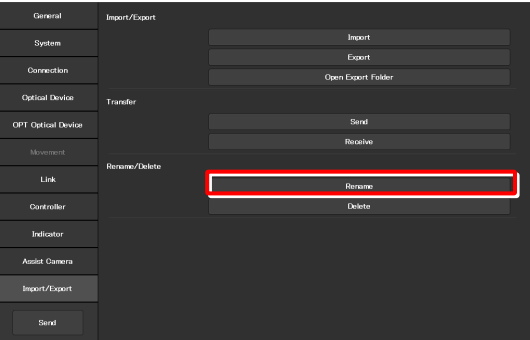 General
System
Connection
Optical Device
OPT Optical Device
Movement
Link
Controller
Indicator
Assist Camera
Import/Export
Send
Import/Export
Import
Export
Open Export Folder
Transfer
Send
Receive
Rename/Delete
Rename
Delete